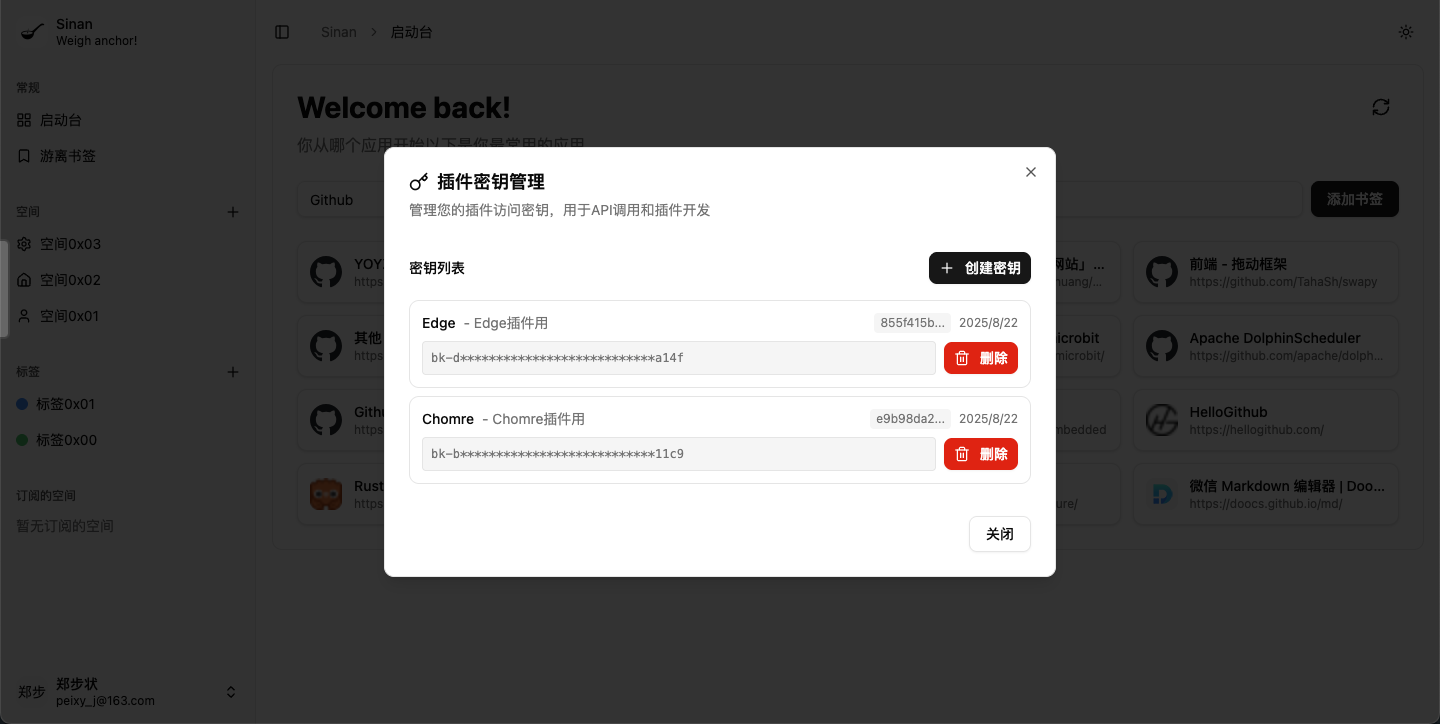 Sinan
Weigh anchor!
常规
启动台
游离书签
空间
空间0x03
空间0x02
空间0x01
标签
标签0x01
标签0x00
订阅的空间
暂无订阅的空间
郑步
郑步状
peixy_j@163.com
Sinan
启动台
Welcome back!
你从哪个应用开始以下是你最常用的应用
Github
添加书签
YOY
https
网站」...
huang/...
前端 - 拖动框架
https://github.com/TahaSh/swapy
其他
https
microbit
microbit/
Apache DolphinScheduler
https://github.com/apache/dolph...
Githu
https
mbedded
HelloGithub
https://hellogithub.com/
Rust
https
ure/
微信 Markdown 编辑器 | Doo...
https://doocs.github.io/md/
插件密钥管理
管理您的插件访问密钥，用于API调用和插件开发
密钥列表
创建密钥
Edge - Edge插件用
855f415b...
2025/8/22
bk-d***************************a14f
删除
Chomre - Chomre插件用
e9b98da2...
2025/8/22
bk-b***************************11c9
删除
关闭